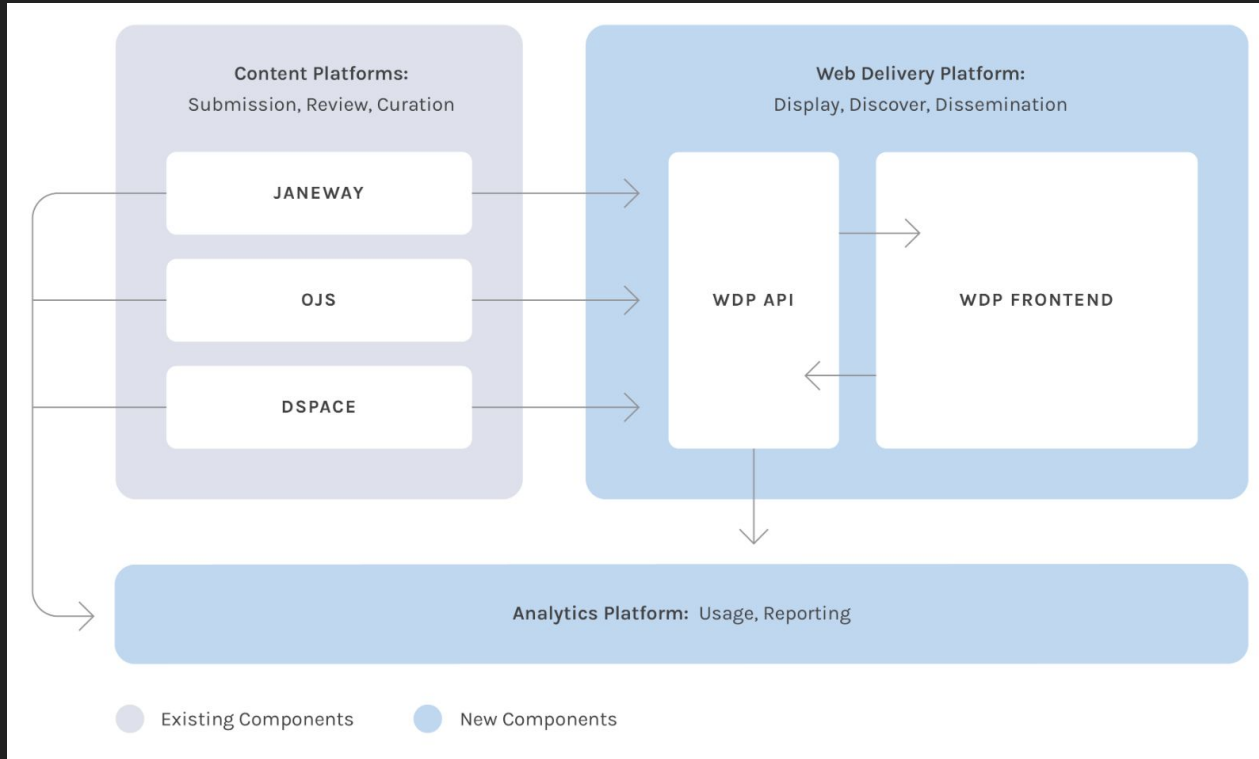 Content Platforms:
Submission, Review, Curation
JANEWAY
OJS
DSPACE
Web Delivery Platform:
Display, Discover, Dissemination
WDP API
WDP FRONTEND
Analytics Platform: Usage, Reporting
Existing Components
New Components